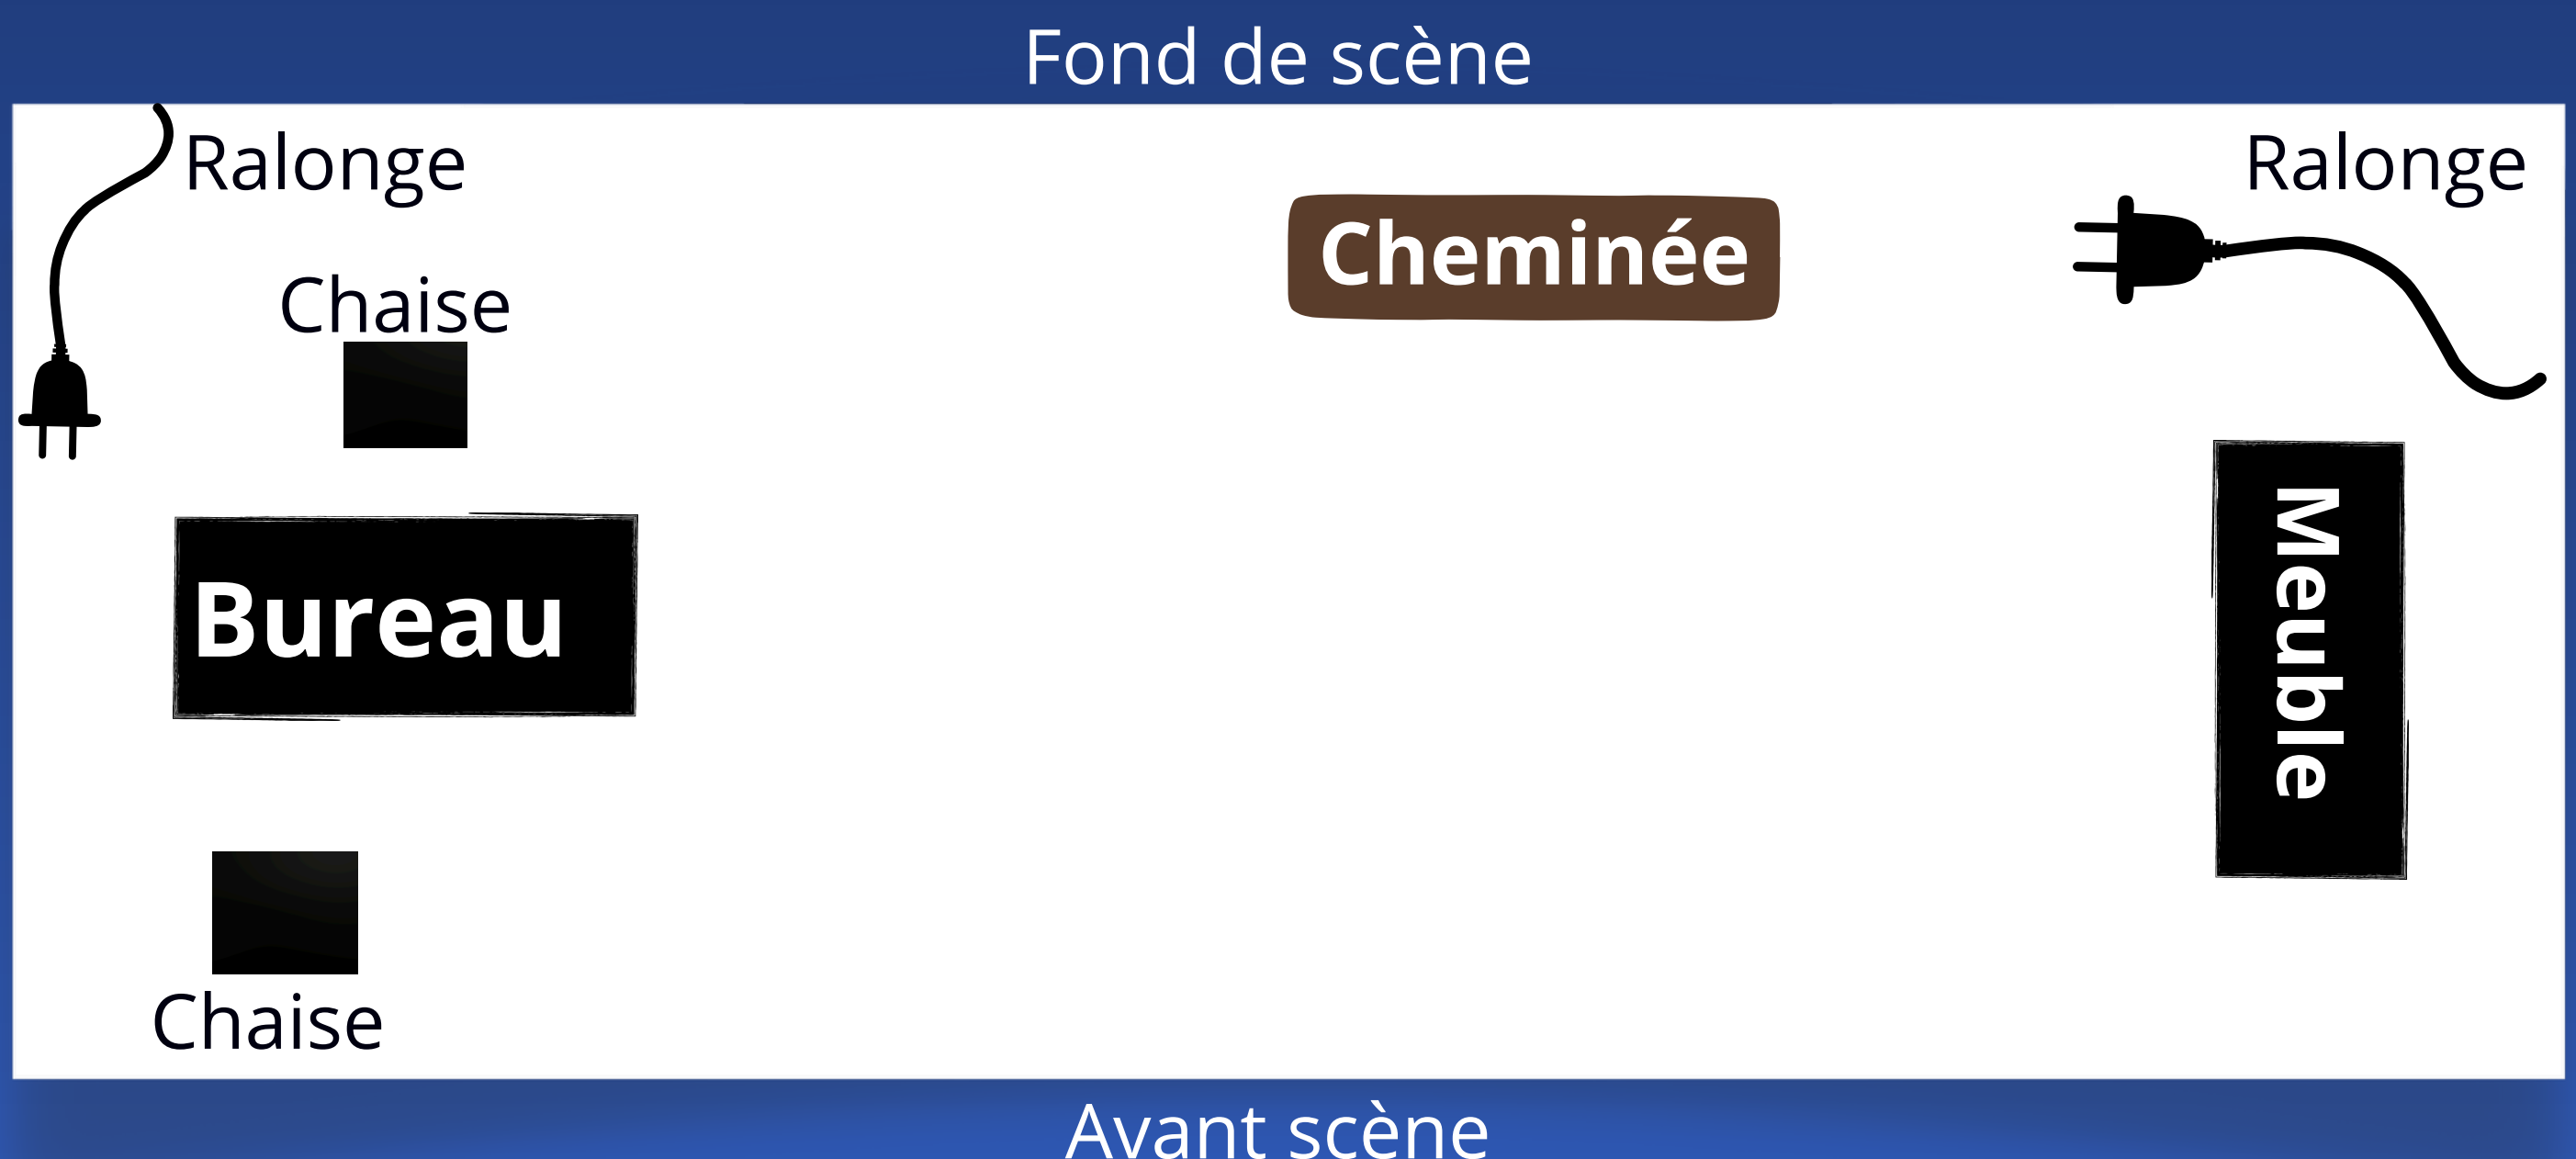 Fond de scène
Ralonge
Ralonge
Cheminée
Chaise
Bureau
Meuble
Chaise
Avant scène